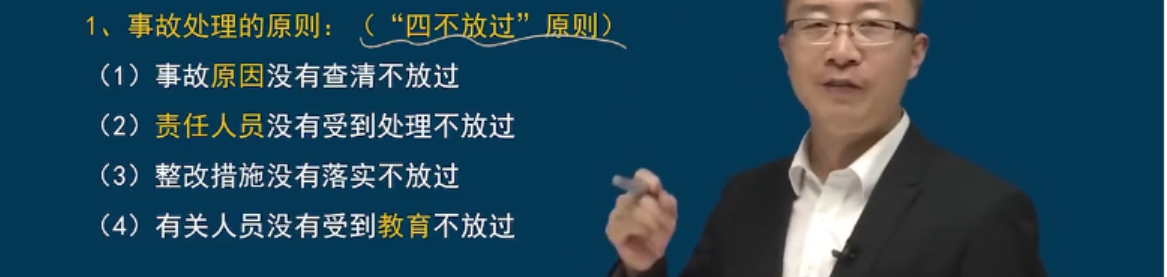 1、事故处理的原则：（“四不放过”原则）
（1）事故原因没有查清不放过
（2）责任人员没有受到处理不放过
（3）整改措施没有落实不放过
（4）有关人员没有受到教育不放过